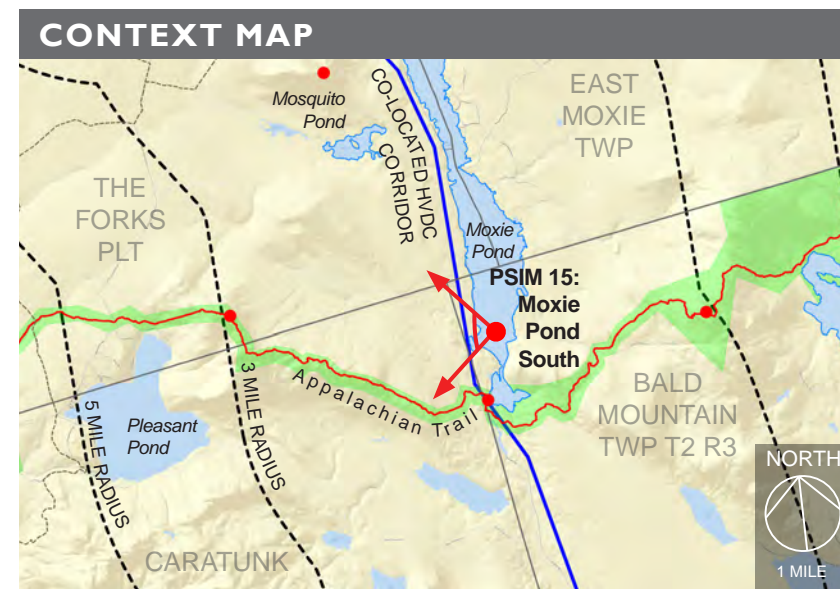 CONTEXT MAP
Mosquito
Pond
CO-LOCATED HVDC
CORRIDOR
EAST
MOXIE
TWP
THE
FORKS
PLT
Moxie
Pond
PSIM 15:
Moxie
Pond
South
5 MILE RADIUS
3 MILE RADIUS
Appalachian Trail
Pleasant
Pond
BALD
MOUNTAIN
TWP T2 R3
CARATUNK
NORTH
1 MILE